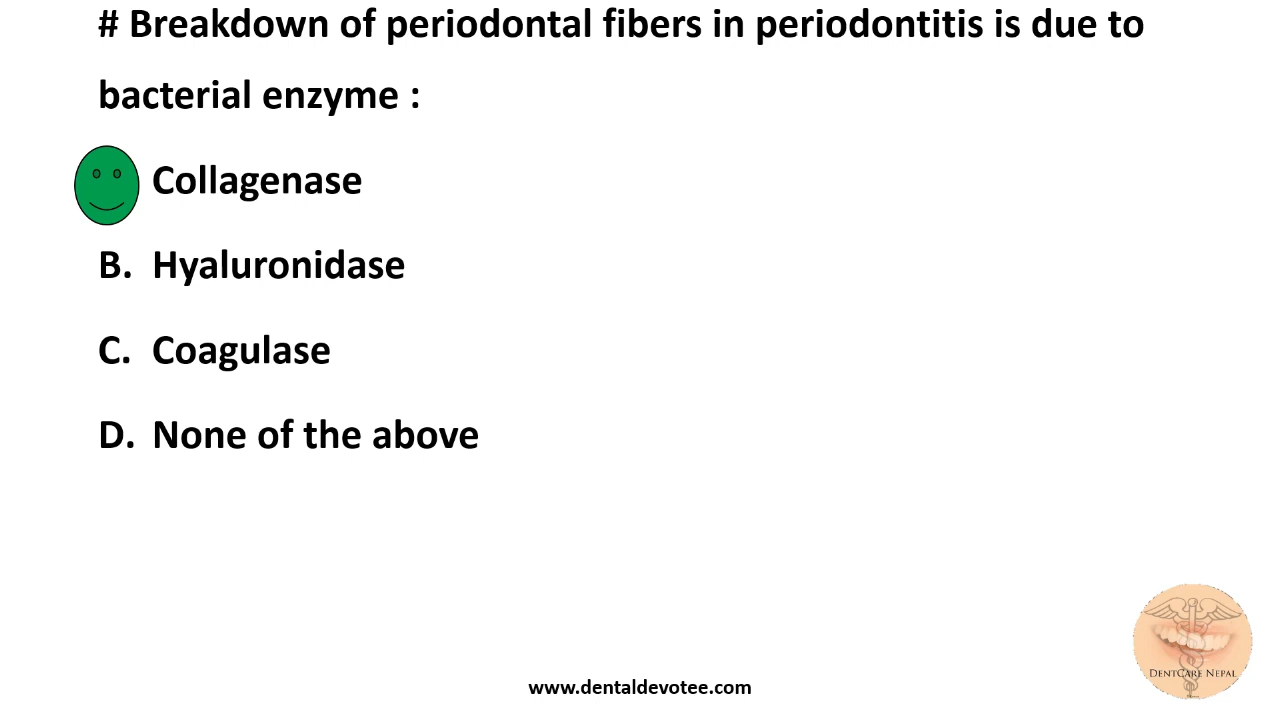 # Breakdown of periodontal fibers in periodontitis is due to
bacterial enzyme :
Collagenase
B. Hyaluronidase
C. Coagulase
D. None of the above
DENTCARE NEPAL
www.dentaldevotee.com